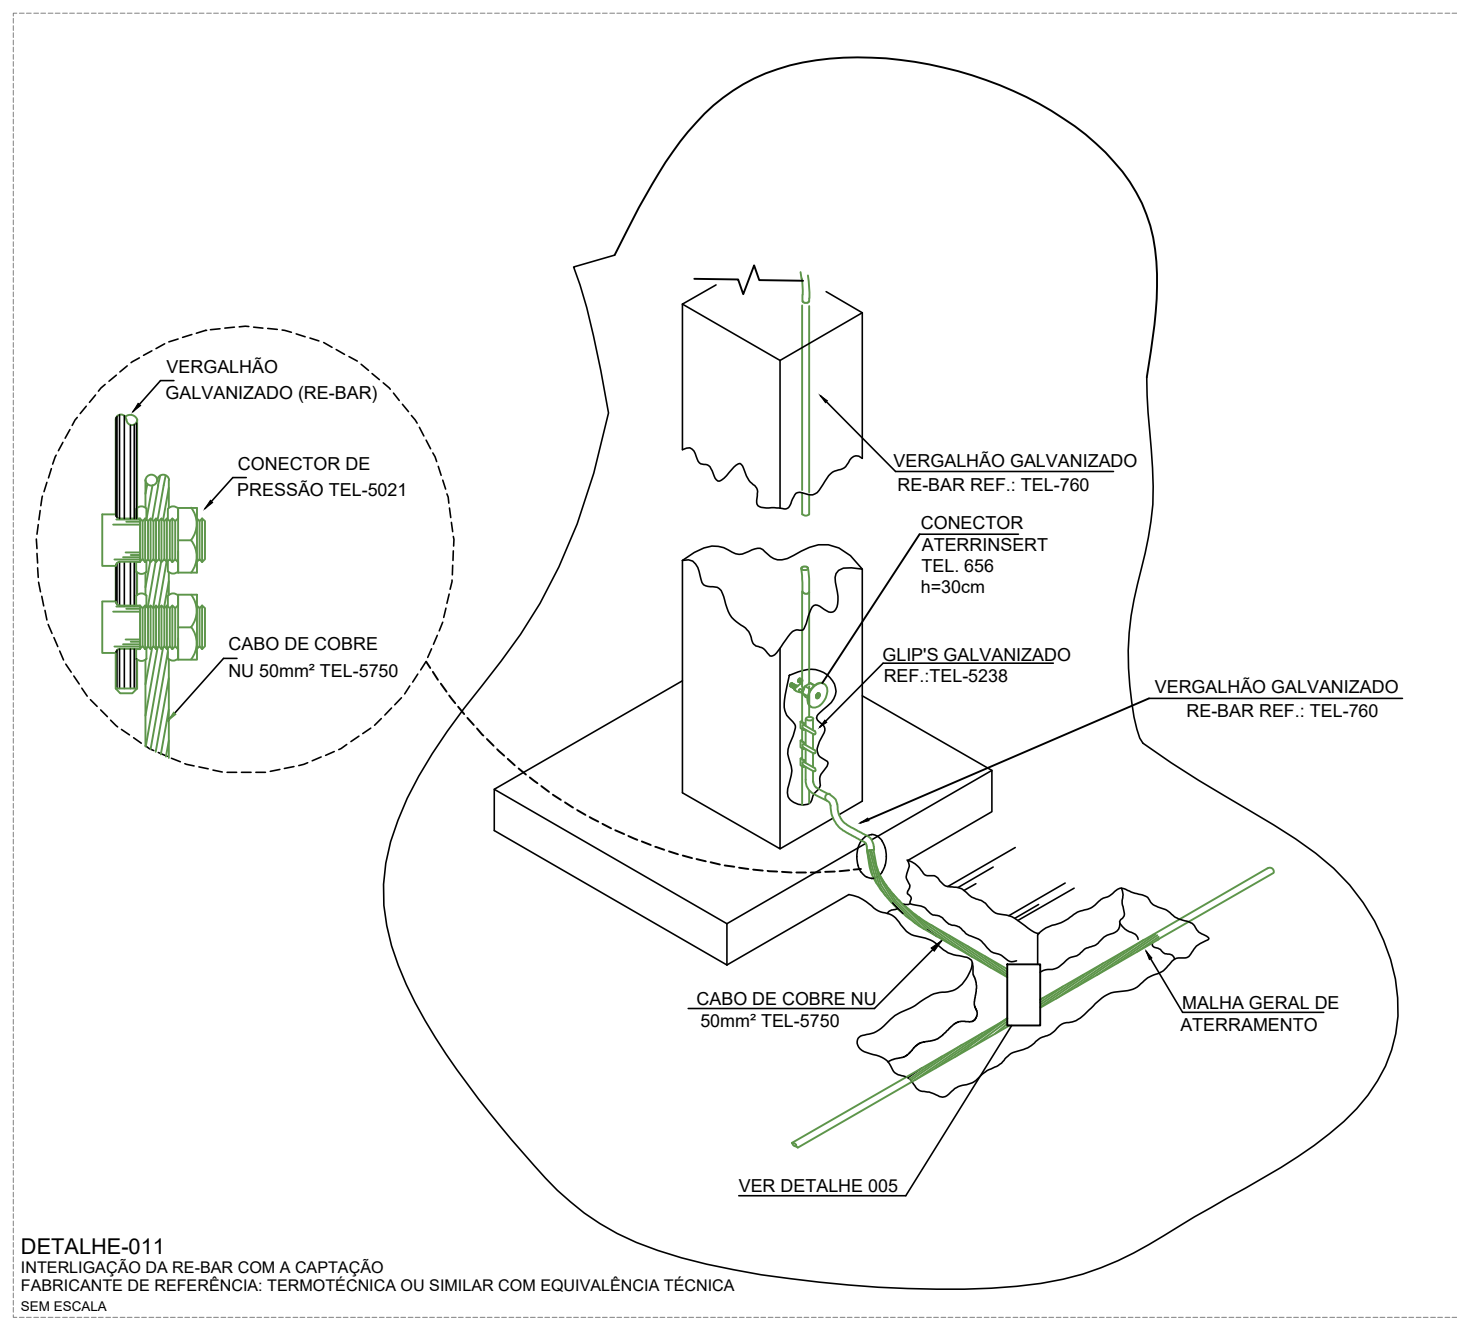 VERGALHÃO
GALVANIZADO (RE-BAR)
CONECTOR DE
PRESSÃO TEL-5021
CABO DE COBRE
NU 50mm² TEL-5750
VERGALHÃO GALVANIZADO
RE-BAR REF.: TEL-760
CONECTOR
ATERRINSERT
TEL. 656
h=30cm
GLIP'S GALVANIZADO
REF.:TEL-5238
VERGALHÃO GALVANIZADO
RE-BAR REF.: TEL-760
CABO DE COBRE NU
50mm² TEL-5750
MALHA GERAL DE
ATERRAMENTO
VER DETALHE 005
DETALHE-011
INTERLIGAÇÃO DA RE-BAR COM A CAPTAÇÃO
FABRICANTE DE REFERÊNCIA: TERMOTÉCNICA OU SIMILAR COM EQUIVALÊNCIA TÉCNICA
SEM ESCALA